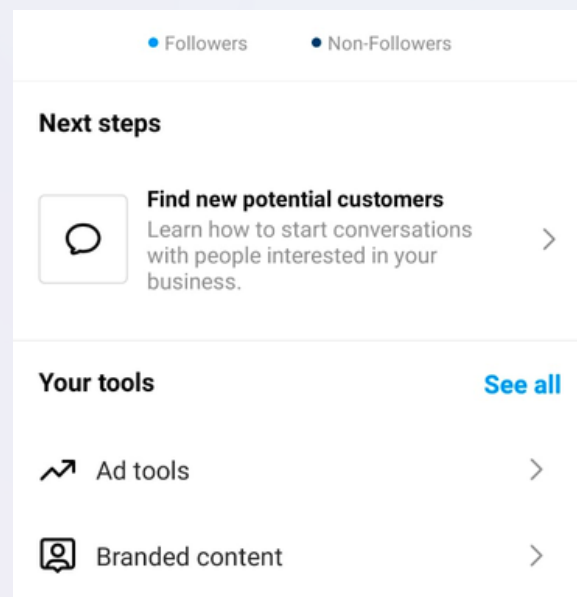 Followers Non-Followers
Next steps
Find new potential customers
Learn how to start conversations
with people interested in your
business.
Your tools See all
Ad tools
Branded content